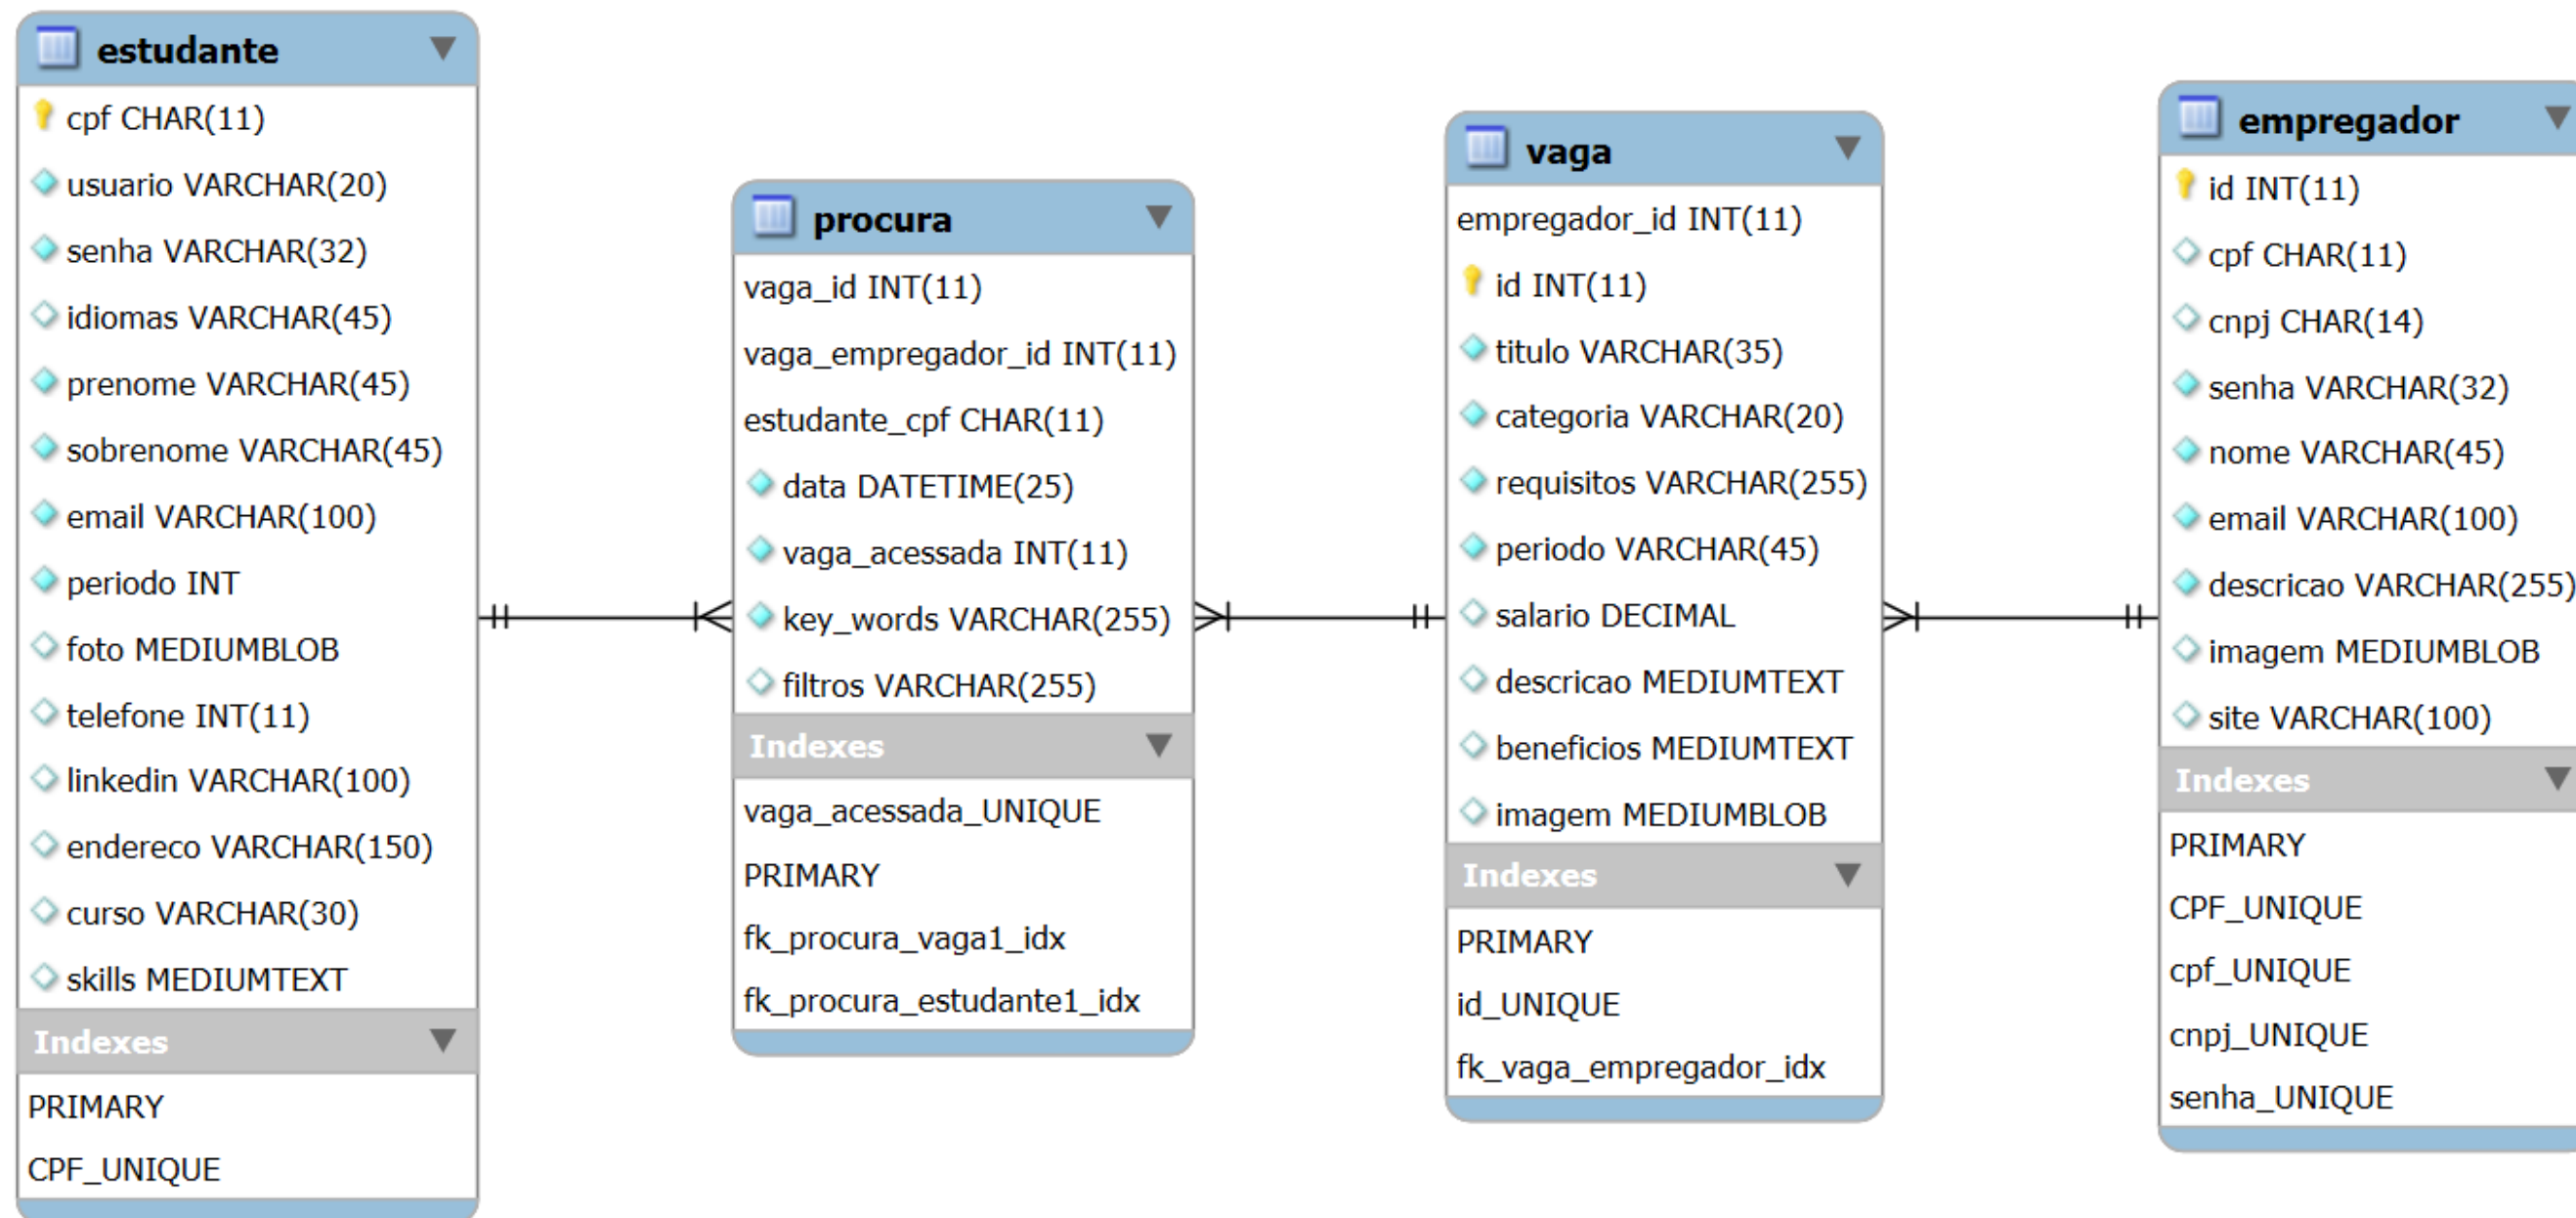 estudante
cpf CHAR(11)
usuario VARCHAR(20)
senha VARCHAR(32)
idiomas VARCHAR(45)
prenome VARCHAR(45)
sobrenome VARCHAR(45)
email VARCHAR(100)
periodo INT
foto MEDIUMBLOB
telefone INT(11)
linkedin VARCHAR(100)
endereco VARCHAR(150)
curso VARCHAR(30)
skills MEDIUMTEXT
Indexes
PRIMARY
CPF_UNIQUE
procura
vaga_id INT(11)
vaga_empregador_id INT(11)
estudante_cpf CHAR(11)
data DATETIME(25)
vaga_acessada INT(11)
key_words VARCHAR(255)
filtros VARCHAR(255)
Indexes
vaga_acessada_UNIQUE
PRIMARY
fk_procura_vaga1_idx
fk_procura_estudante1_idx
vaga
empregador_id INT(11)
id INT(11)
titulo VARCHAR(35)
categoria VARCHAR(20)
requisitos VARCHAR(255)
periodo VARCHAR(45)
salario DECIMAL
descricao MEDIUMTEXT
beneficios MEDIUMTEXT
imagem MEDIUMBLOB
Indexes
PRIMARY
id_UNIQUE
fk_vaga_empregador_idx
empregador
id INT(11)
cpf CHAR(11)
cnpj CHAR(14)
senha VARCHAR(32)
nome VARCHAR(45)
email VARCHAR(100)
descricao VARCHAR(255)
imagem MEDIUMBLOB
site VARCHAR(100)
Indexes
PRIMARY
CPF_UNIQUE
cpf_UNIQUE
cnpj_UNIQUE
senha_UNIQUE